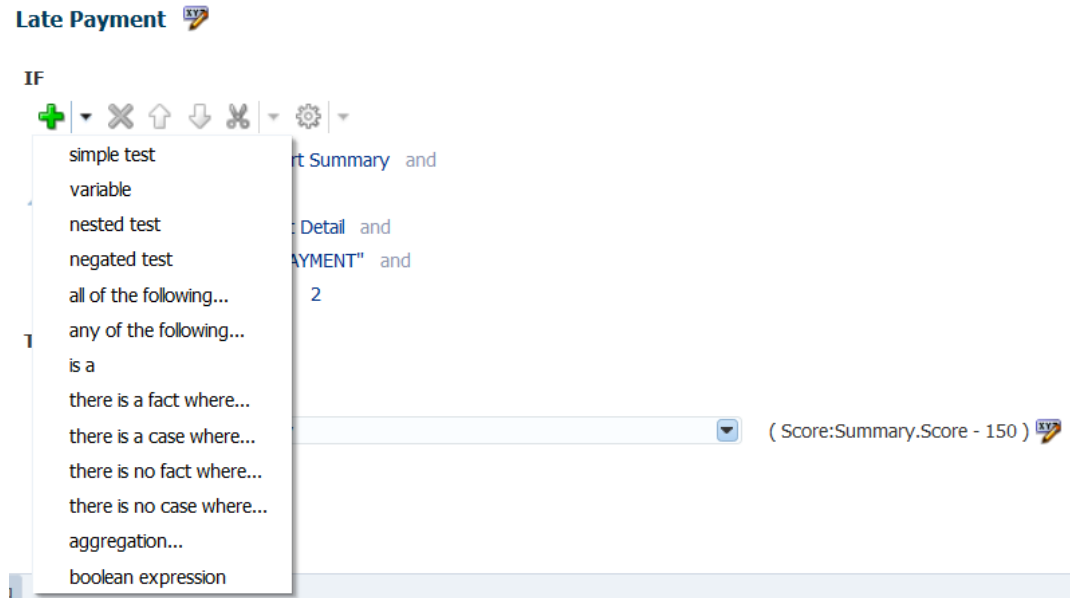 Late Payment
IF
simple test
rt Summary and
variable
nested test
Detail and
negated test
AYMENT" and
all of the following...
2
any of the following...
T
is a
there is a fact where...
there is a case where...
( Score:Summary.Score - 150 )
there is no fact where...
there is no case where...
aggregation...
boolean expression